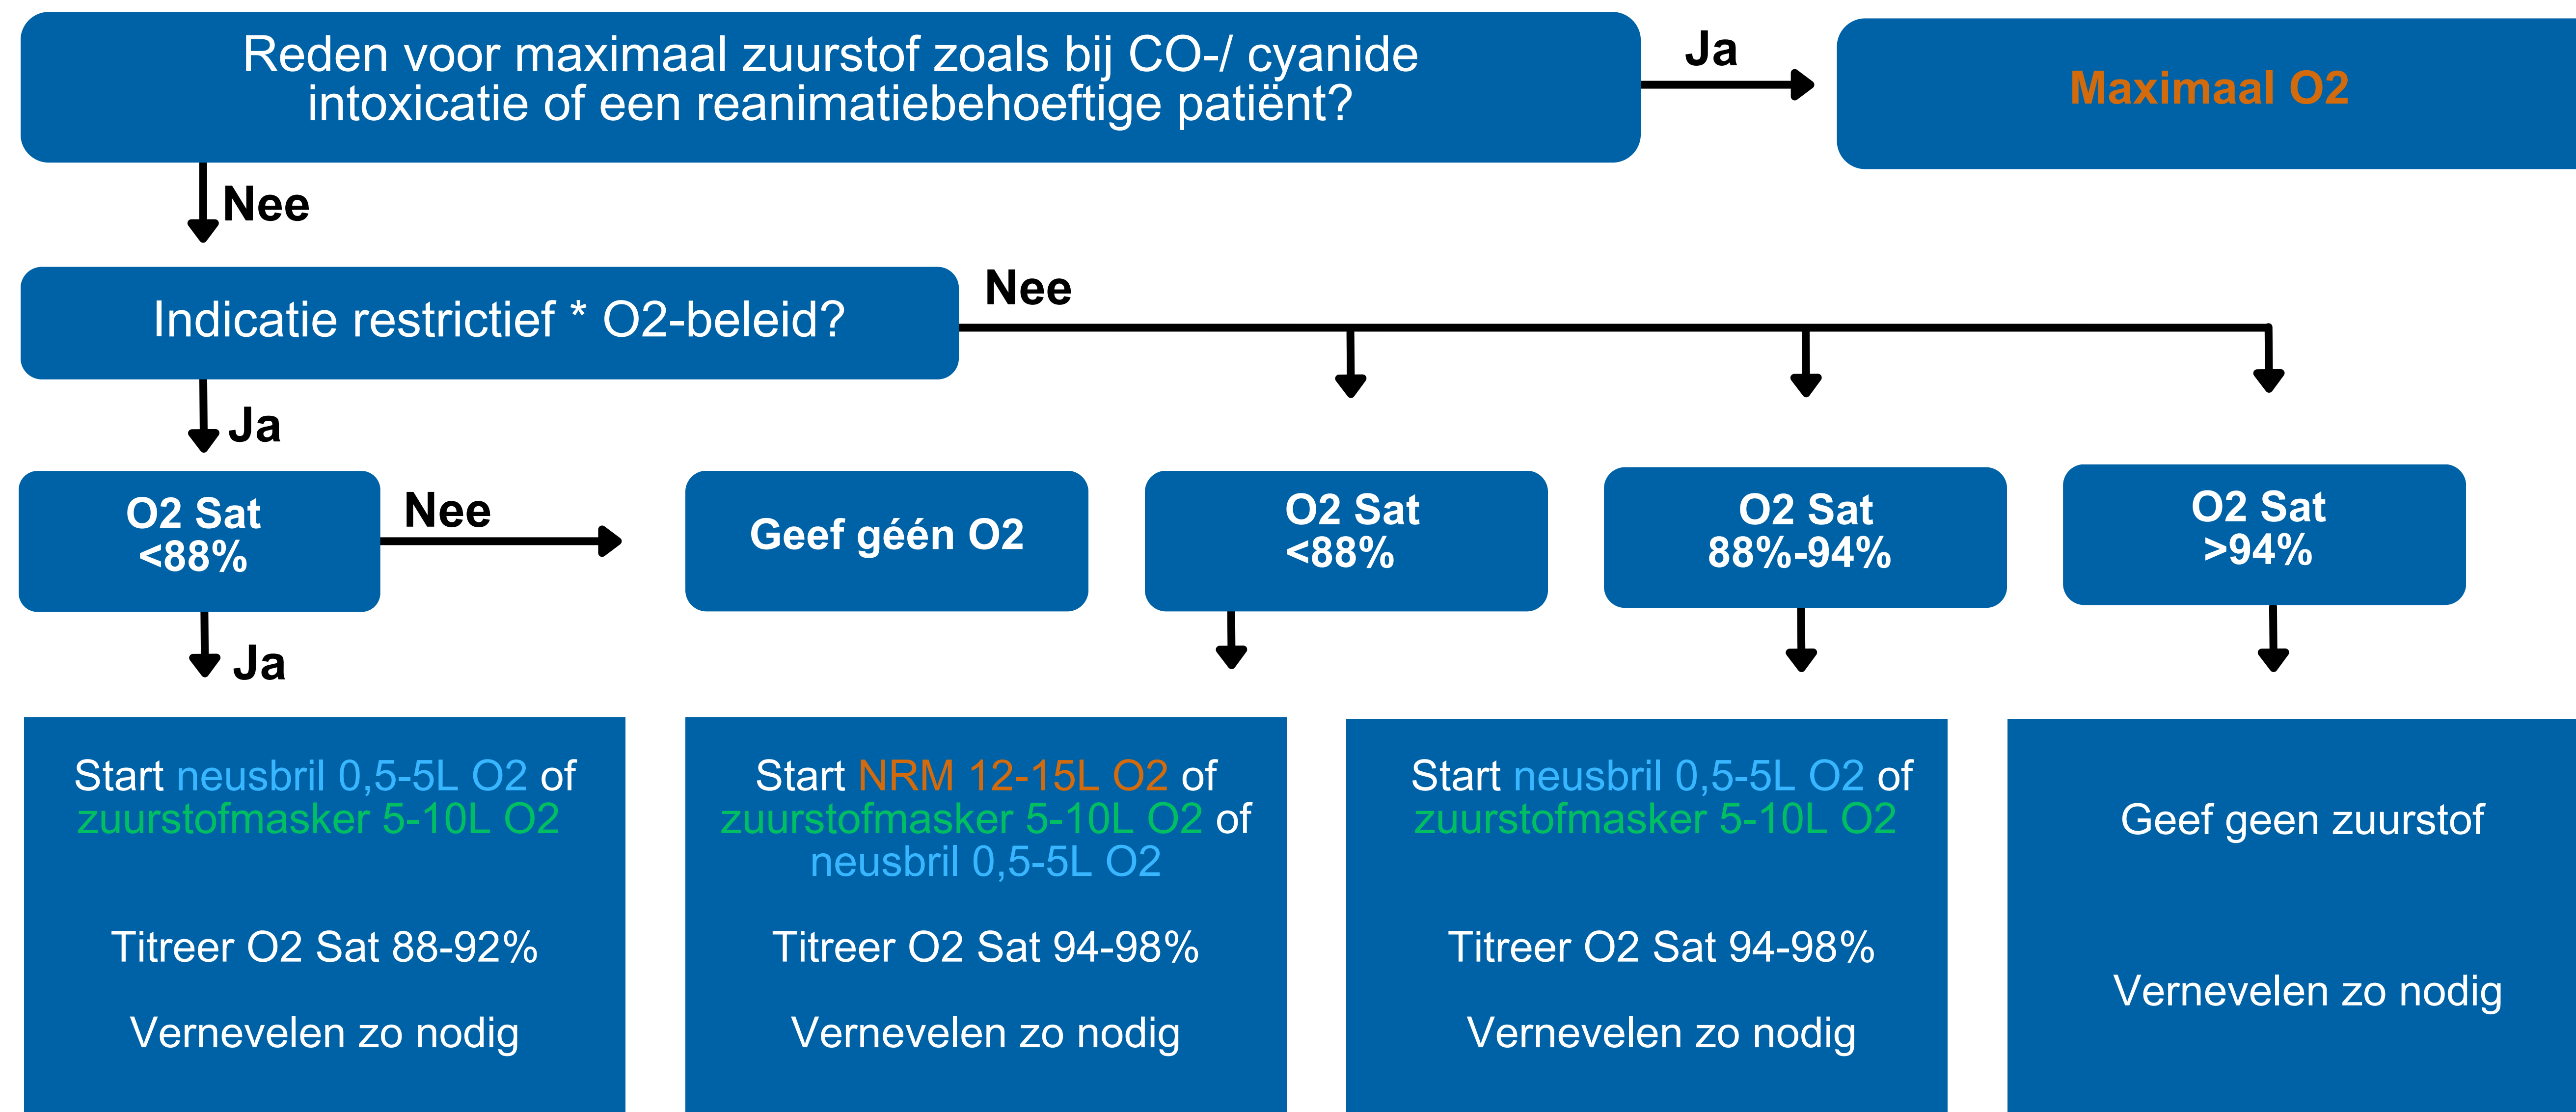 Reden voor maximaal zuurstof zoals bij CO-/ cyanide
intoxicatie of een reanimatiebehoeftige patiënt?
Ja
Maximaal O2
Nee
Indicatie restrictief * O2-beleid?
Nee
Ja
O2 Sat
<88%
Nee
Geef géén O2
O2 Sat
<88%
O2 Sat
88%-94%
O2 Sat
>94%
Ja
Start neusbril 0,5-5L O2 of
zuurstofmasker 5-10L O2
Titreer O2 Sat 88-92%
Vernevelen zo nodig
Start NRM 12-15L O2 of
zuurstofmasker 5-10L O2 of
neusbril 0,5-5L O2
Titreer O2 Sat 94-98%
Vernevelen zo nodig
Start neusbril 0,5-5L O2 of
zuurstofmasker 5-10L O2
Titreer O2 Sat 94-98%
Vernevelen zo nodig
Geef geen zuurstof
Vernevelen zo nodig